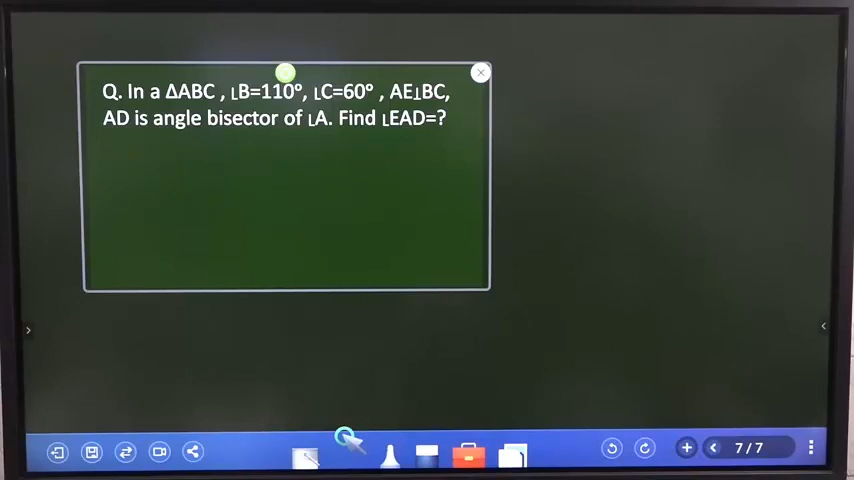 Q. In a ΔABC , ∟B=110°, ∟C=60° , AE⊥BC,
AD is angle bisector of ∟A. Find ∟EAD=?
7/7